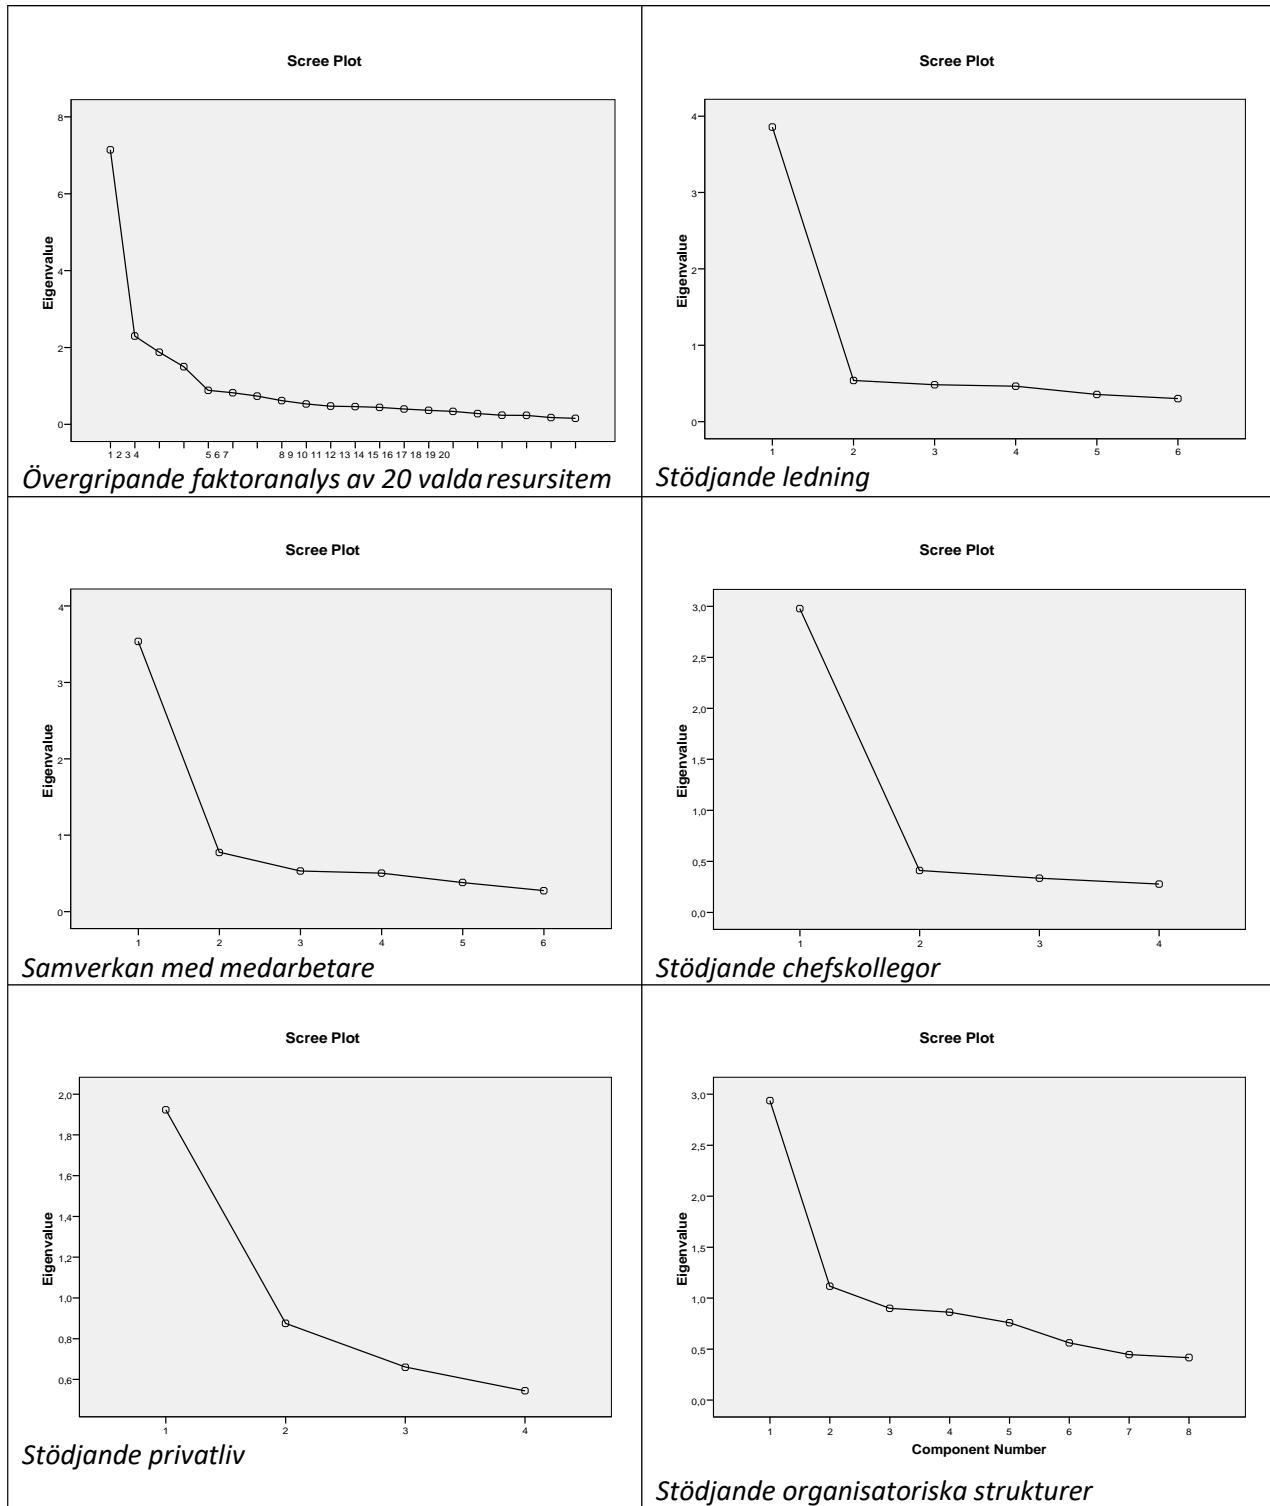 Scree Plot
8
6
4
2
0
Eigenvalue
1 2 3 4 5 6 7 8 9 10 11 12 13 14 15 16 17 18 19 20
Övergripande faktoranalys av 20 valda resursitem
Scree Plot
4
3
2
1
0
Eigenvalue
1 2 3 4 5 6
Stödjande ledning
Scree Plot
4
3
2
1
0
Eigenvalue
1 2 3 4 5 6
Samverkan med medarbetare
Scree Plot
3,0
2,5
2,0
1,5
1,0
0,5
0,0
Eigenvalue
1 2 3 4
Stödjande chefskollegor
Scree Plot
2,0
1,8
1,6
1,4
1,2
1,0
0,8
0,6
Eigenvalue
1 2 3 4
Stödjande privatliv
Scree Plot
3,0
2,5
2,0
1,5
1,0
0,5
0,0
Eigenvalue
1 2 3 4 5 6 7 8
Component Number
Stödjande organisatoriska strukturer